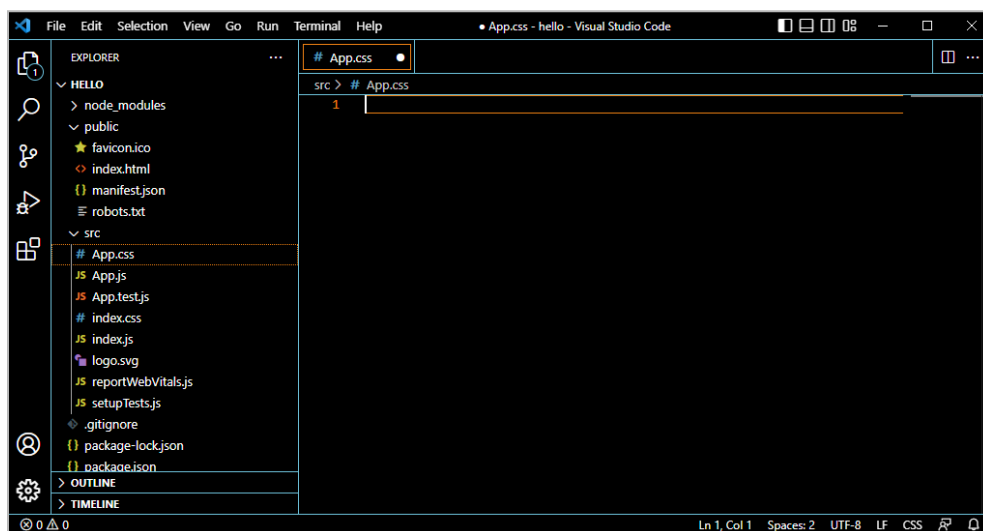 File Edit Selection View Go Run Terminal Help
● App.css - hello - Visual Studio Code
EXPLORER
HELLO
node_modules
public
favicon.ico
index.html
manifest.json
robots.txt
src
App.css
App.js
App.test.js
index.css
index.js
logo.svg
reportWebVitals.js
setupTests.js
.gitignore
package-lock.json
package.json
OUTLINE
TIMELINE
# App.css ●
src > # App.css
1
1
0 0
Ln 1, Col 1 Spaces: 2 UTF-8 LF CSS